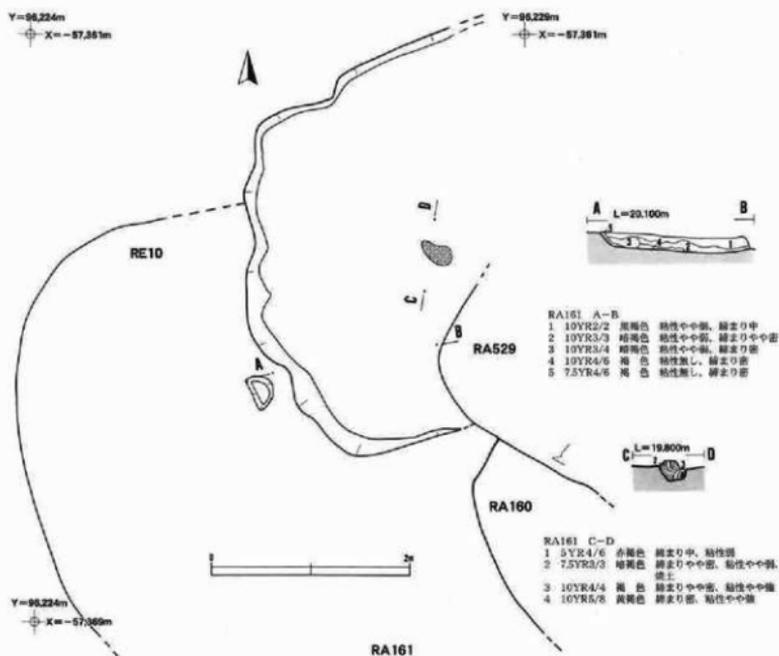 Y=96,224m
X=-57,361m
Y=96,229m
X=-57,361m
D
A
B
L=20.100m
RE10
3
4
2
1
C
RA161 A-B
1 10YR2/2 黒褐色 粘性やや弱、締まり中
2 10YR3/3 暗褐色 粘性やや弱、締まりやや密
3 10YR3/4 暗褐色 粘性やや弱、締まり密
4 10YR4/6 褐 色 粘性無し、締まり密
5 7.5YR4/6 褐 色 粘性無し、締まり密
B
RA529
A
C
L=19.800m
D
RA160
RA161 C-D
1 5YR4/6 赤褐色 締まり中、粘性弱
2 7.5YR3/3 暗褐色 締まりやや密、粘性やや弱、
焼土
3 10YR4/4 褐 色 締まりやや密、粘性やや強
4 10YR5/8 黄褐色 締まり密、粘性やや強
0
2m
Y=96,224m
X=-57,369m
RA161